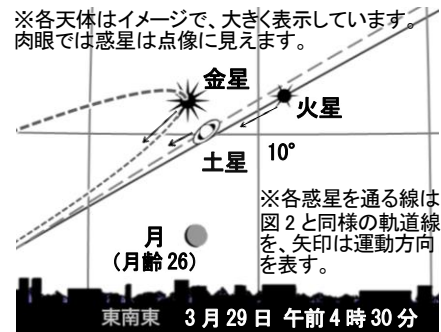 ※各天体はイメージで、大きく表示しています。
肉眼では惑星は点像に見えます。
金星
火星
土星
10°
※各惑星を通る線は
図2と同様の軌道線
を、矢印は運動方向
を表す。
月
(月齢26)
東南東 3月29日 午前4時30分